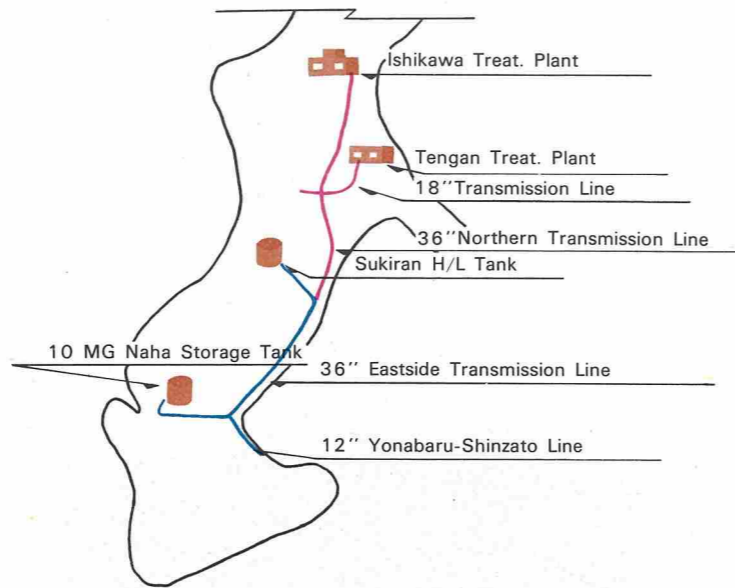 Ishikawa Treat. Plant
Tengan Treat. Plant
18"Transmission Line
36"Northern Transmission Line
Sukiran H/L Tank
10 MG Naha Storage Tank
36" Eastside Transmission Line
12" Yonabaru-Shinzato Line